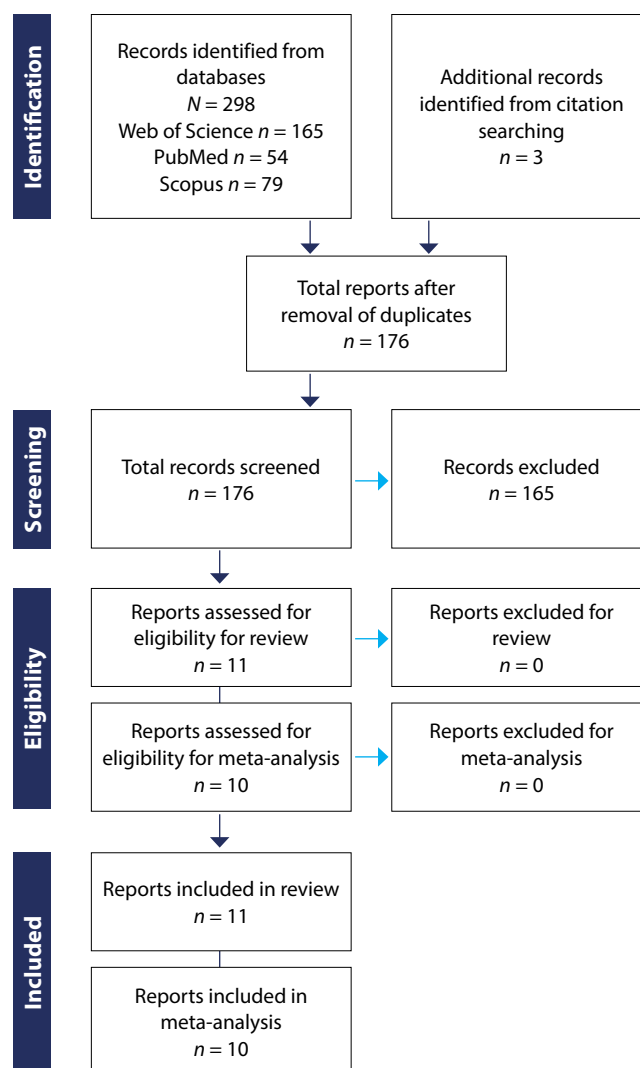 Identification
Records identified from
databases
N = 298
Web of Science n = 165
PubMed n = 54
Scopus n = 79
Additional records
identified from citation
searching
n = 3
Total reports after
removal of duplicates
n = 176
Screening
Total records screened
n = 176
Records excluded
n = 165
Eligibility
Reports assessed for
eligibility for review
n = 11
Reports excluded for
review
n = 0
Reports assessed for
eligibility for meta-analysis
n = 10
Reports excluded for
meta-analysis
n = 0
Included
Reports included in review
n = 11
Reports included in
meta-analysis
n = 10